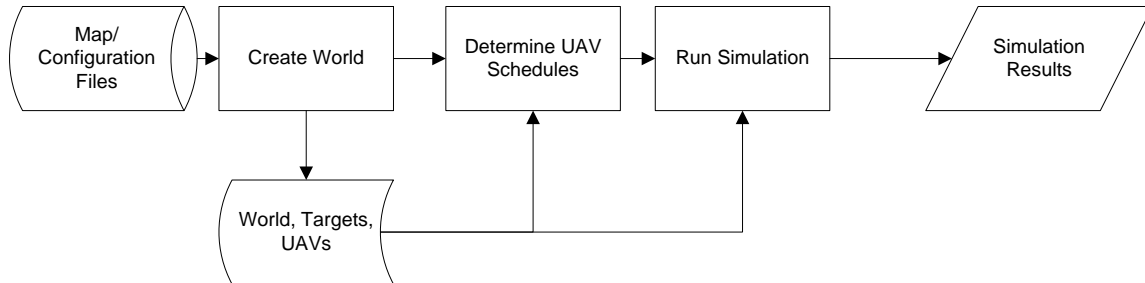 Map/
Configuration
Files
Create World
Determine UAV
Schedules
Run Simulation
Simulation
Results
World, Targets,
UAVs